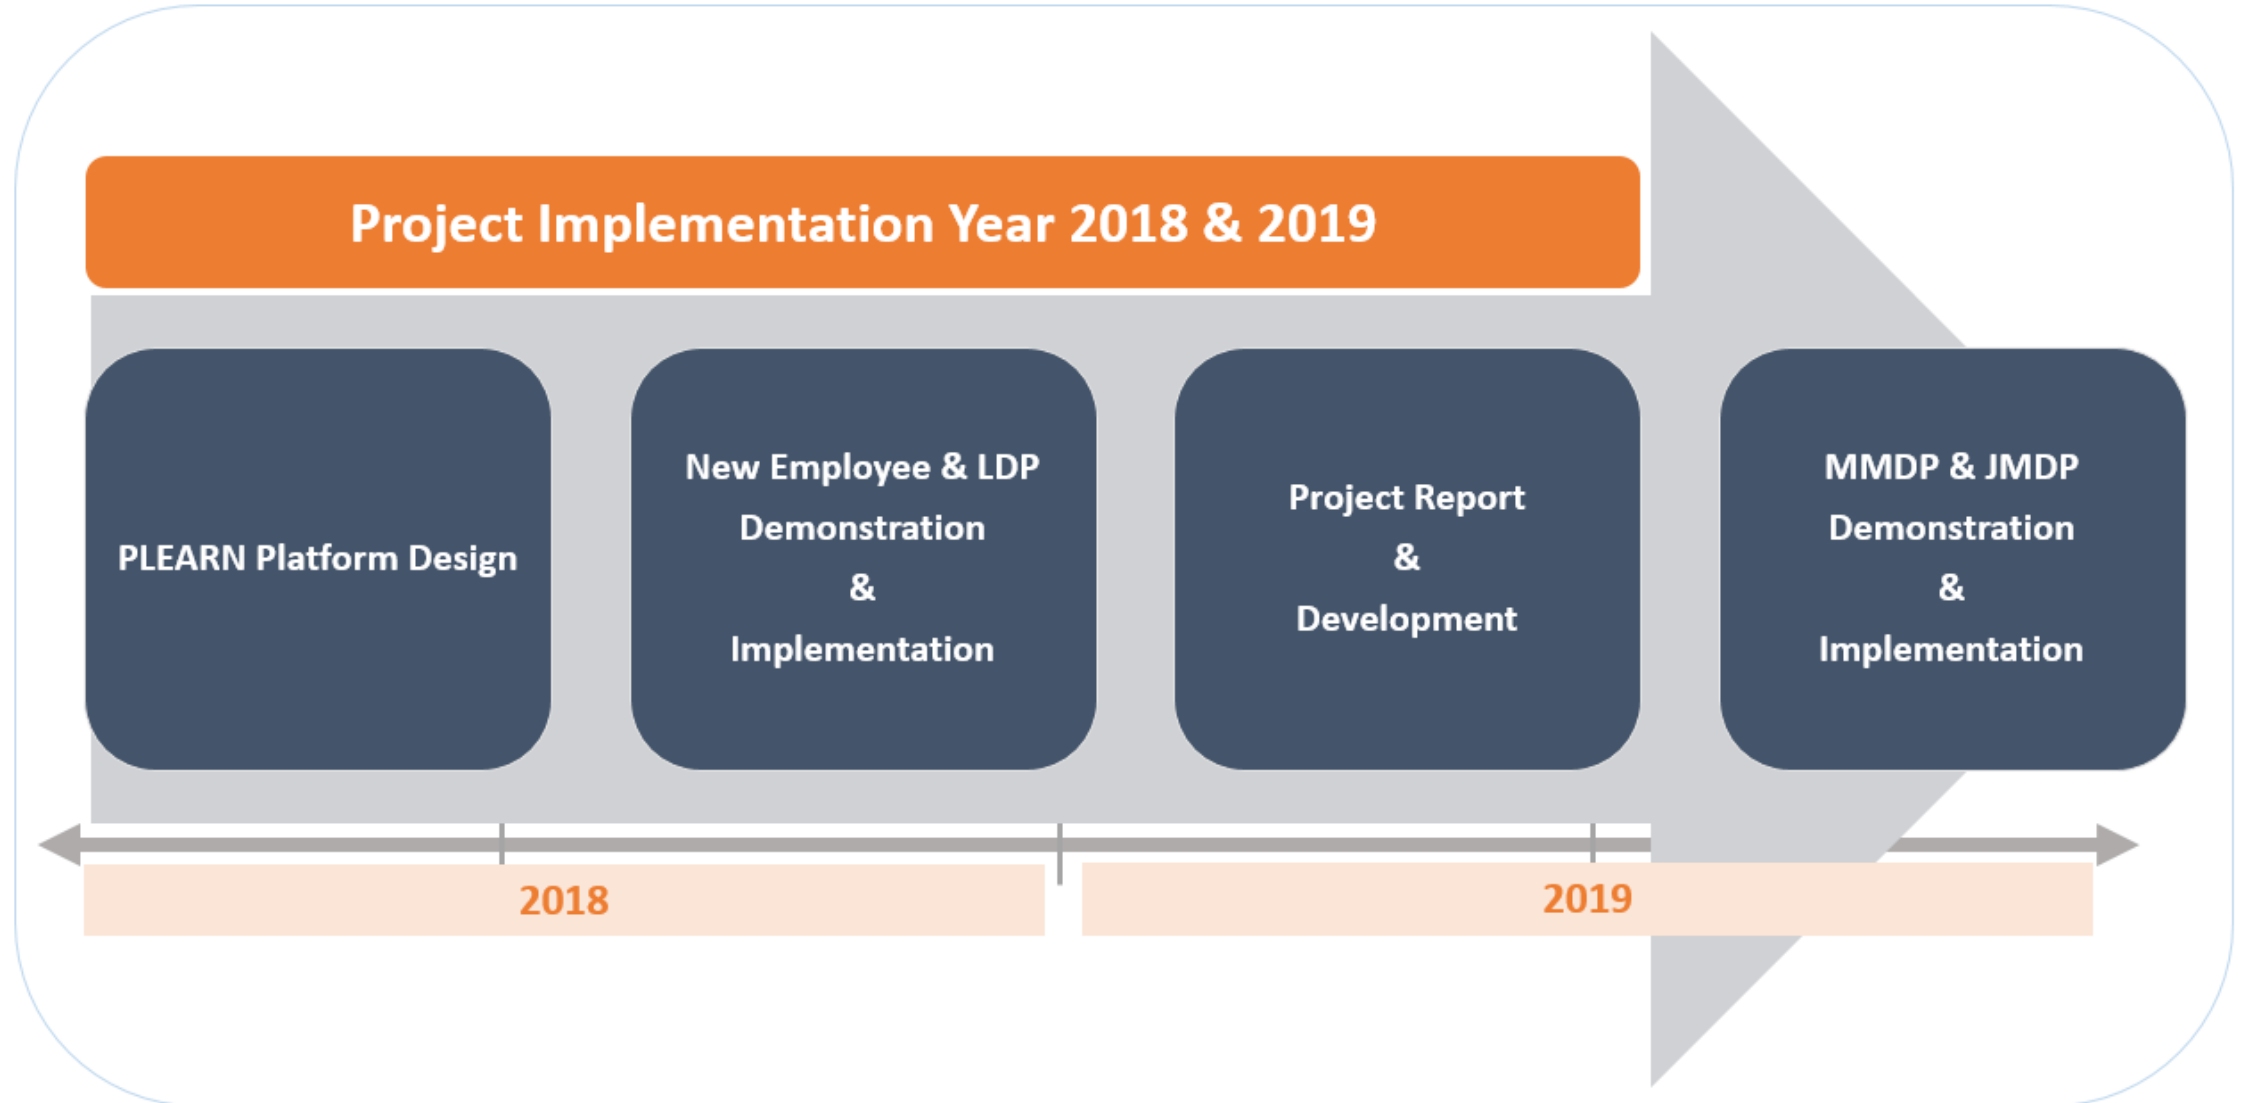 Project Implementation Year 2018 & 2019
PLEARN Platform Design
New Employee & LDP
Demonstration
&
Implementation
Project Report
&
Development
MMDP & JMDP
Demonstration
&
Implementation
2018
2019